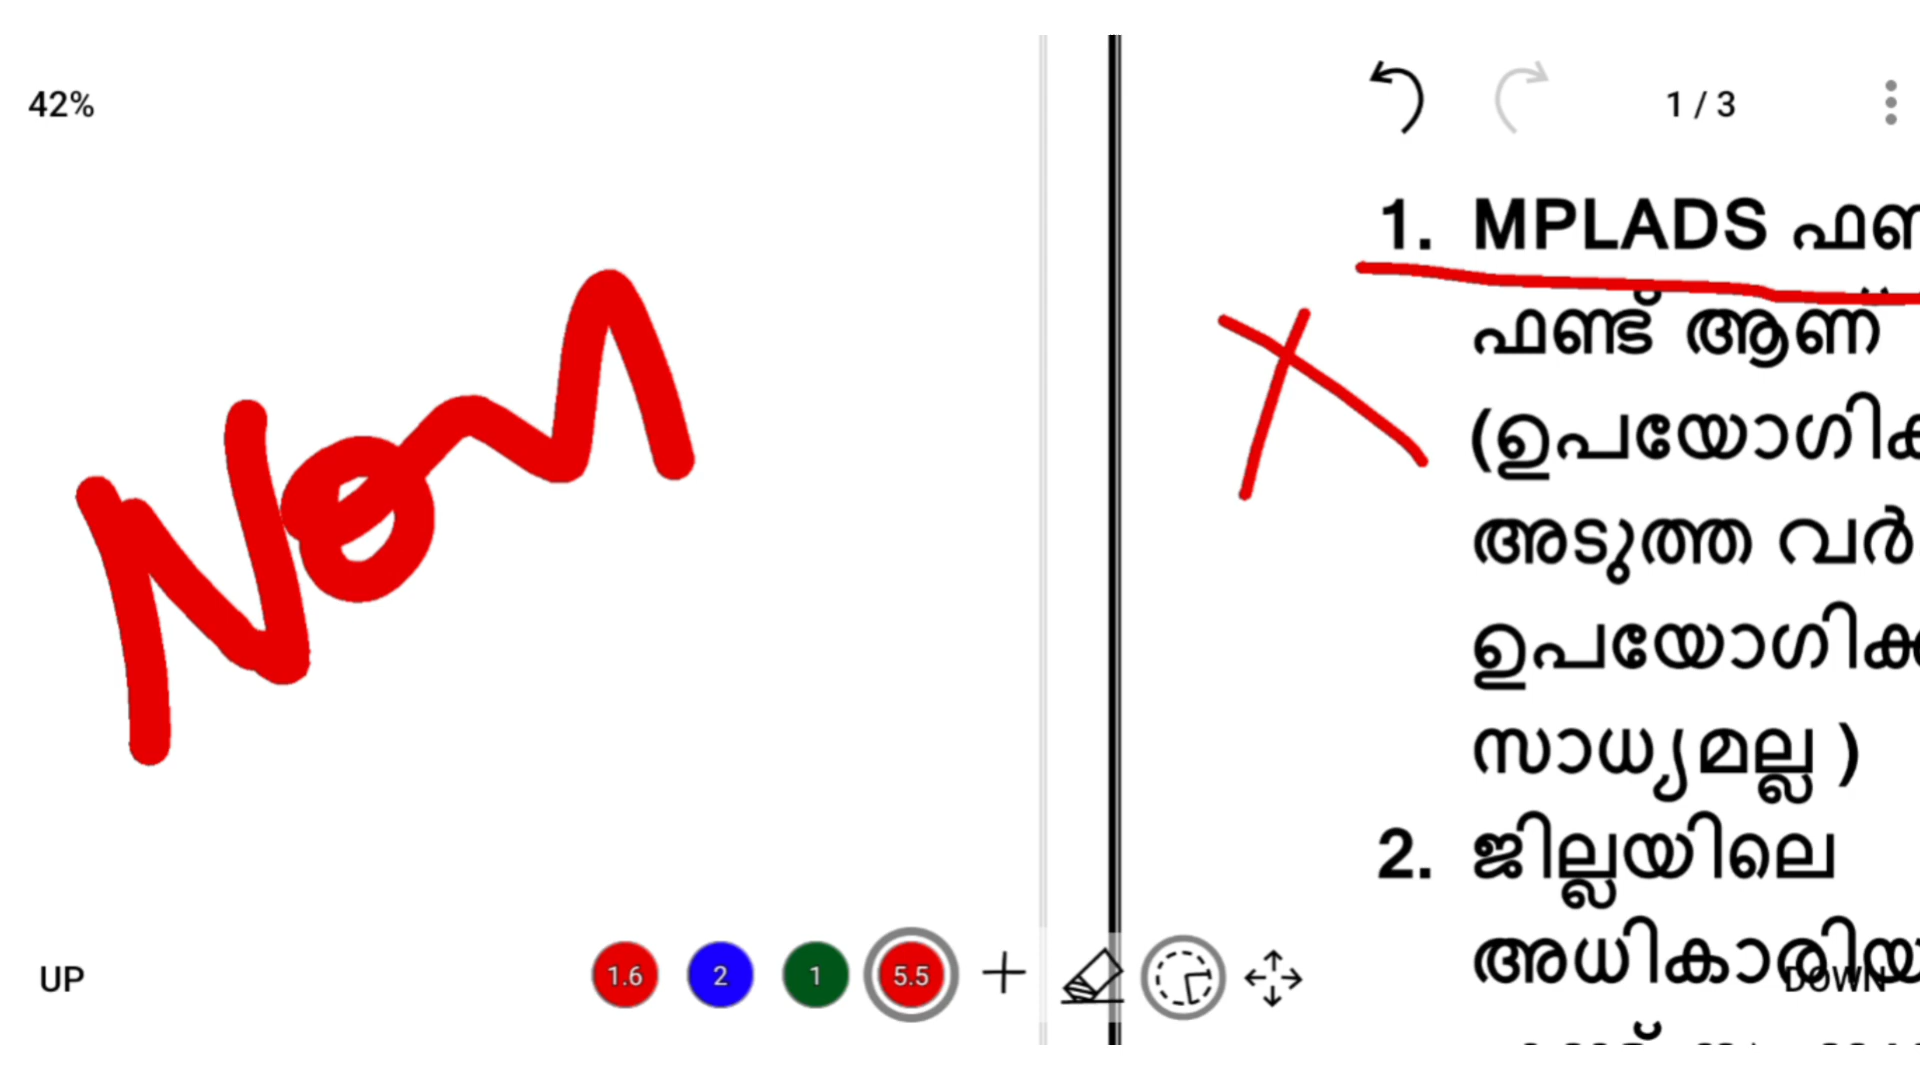 42%
1 / 3
Non
1. MPLADS
ഫണ്ട് ആണ്
(ഉപയോഗിക
അടുത്ത വർ
ഉപയോഗിക്ക
സാധ്യമല്ല )
2. ജില്ലയിലെ
അധികാരിയ
UP
1.6 2 1 5.5
DOWN